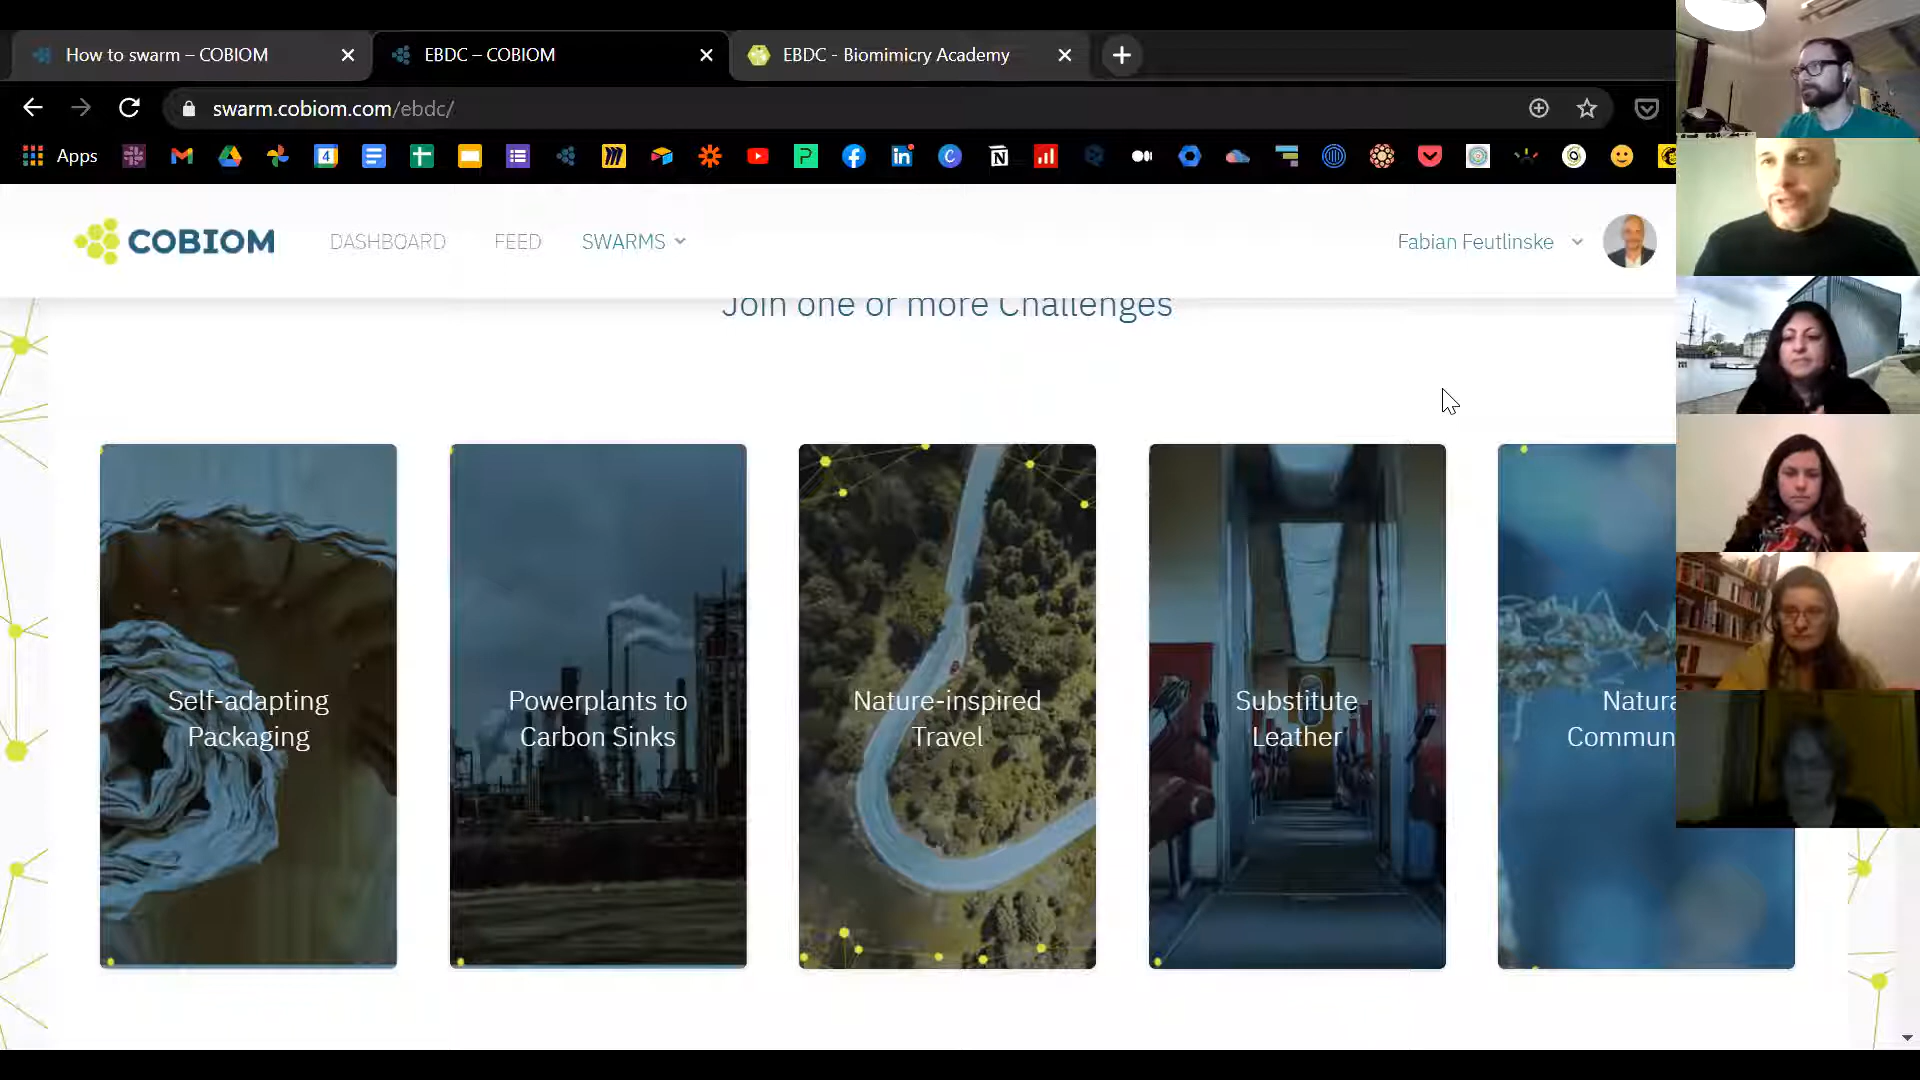 How to swarm – COBIOM
EBDC – COBIOM
EBDC - Biomimicry Academy
swarm.cobiom.com/ebdc/
Apps
COBIOM
DASHBOARD
FEED
SWARMS
Fabian Feutlinske
Join one or more Challenges
Self-adapting
Packaging
Powerplants to
Carbon Sinks
Nature-inspired
Travel
Substitute
Leather
Natura
Commun